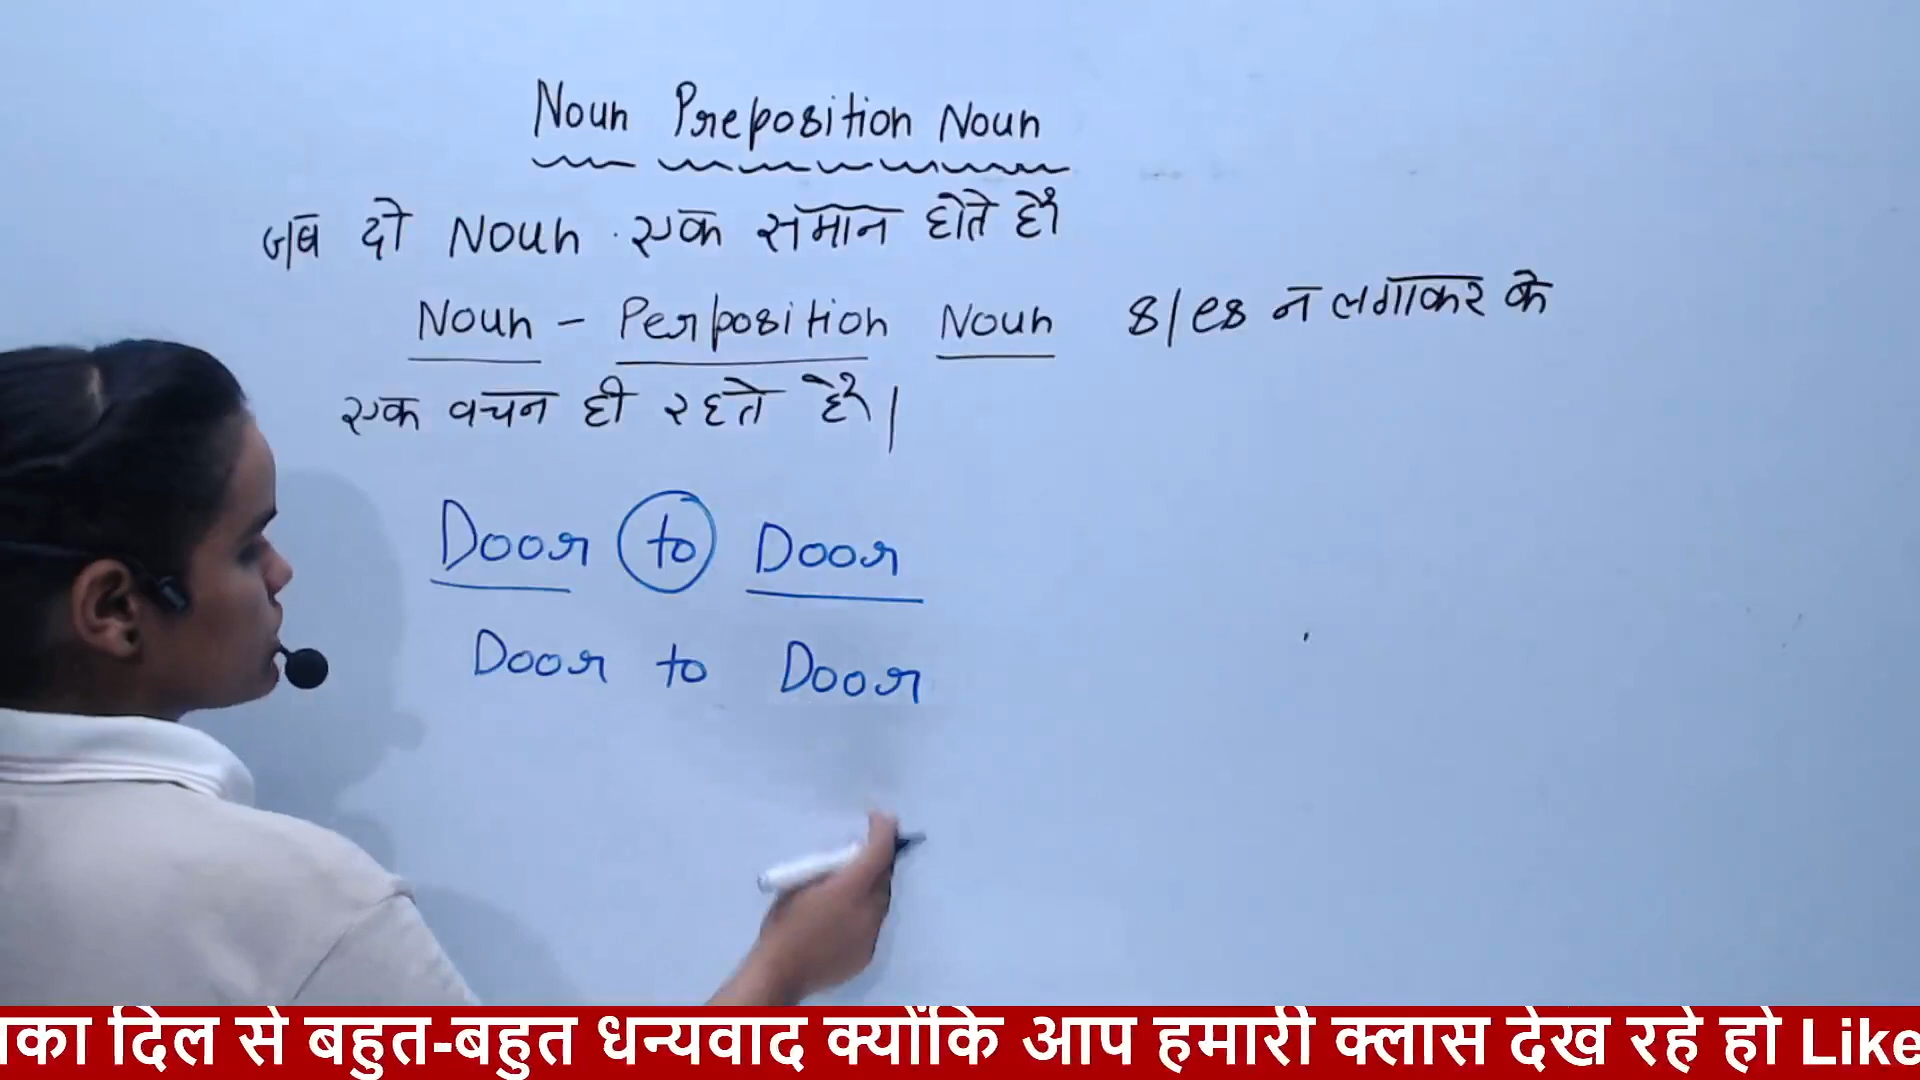 Noun Preposition Noun
जब दो Noun एक समान होते हैं
Noun - Perposition Noun s/es न लगाकर के
एक वचन ही रहते हैं।
Door to Door
Door to Door
का दिल से बहुत-बहुत धन्यवाद क्योंकि आप हमारी क्लास देख रहे हो Like